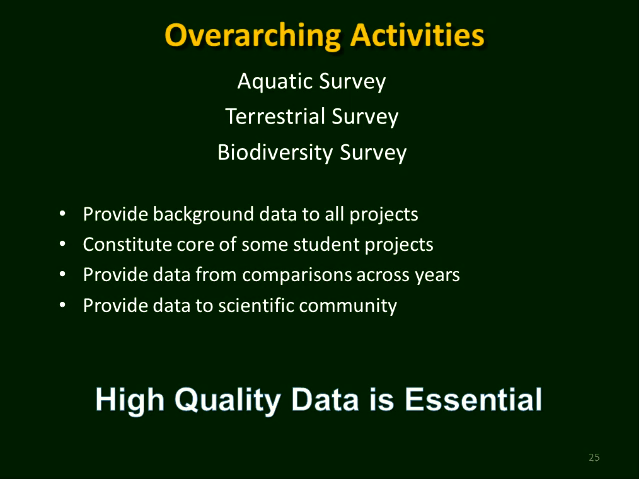 Overarching Activities
Aquatic Survey
Terrestrial Survey
Biodiversity Survey
• Provide background data to all projects
• Constitute core of some student projects
• Provide data from comparisons across years
• Provide data to scientific community
High Quality Data is Essential
25